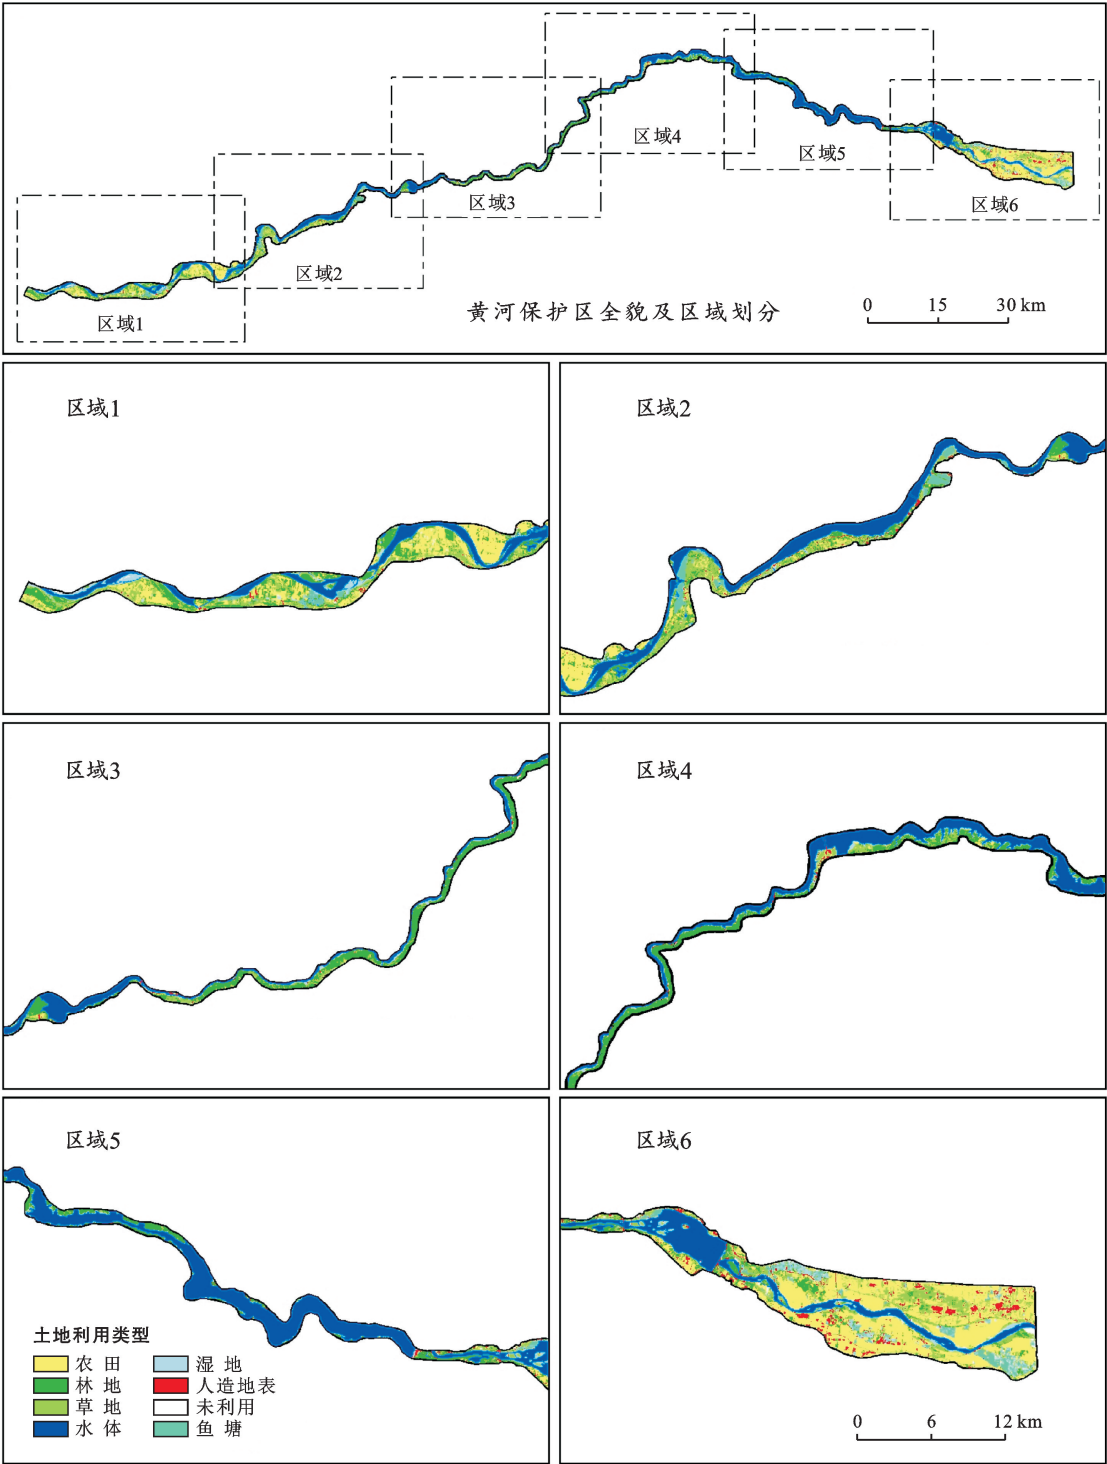 区域1
区域2
区域3
区域4
区域5
区域6
黄河保护区全貌及区域划分
0 15 30 km
区域1
区域2
区域3
区域4
区域5
土地利用类型
农 田
湿 地
林 地
人造地表
草 地
未利用
水 体
鱼 塘
区域6
0 6 12 km